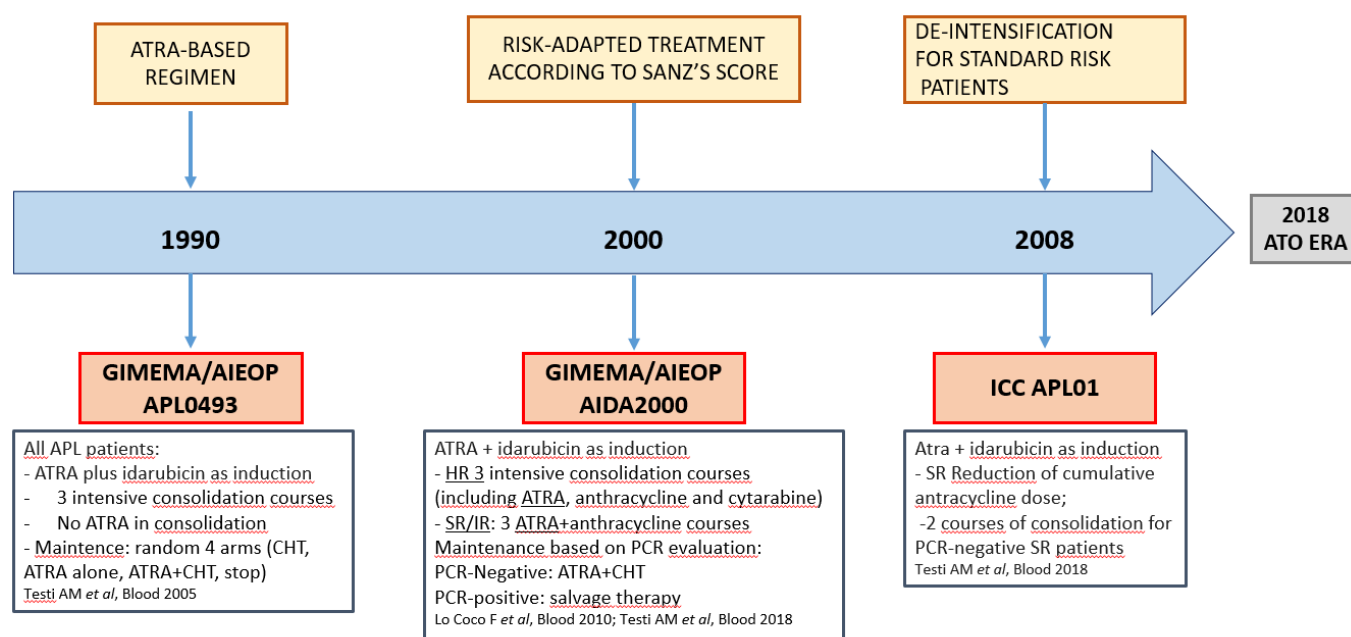 ATRA-BASED
REGIMEN
RISK-ADAPTED TREATMENT
ACCORDING TO SANZ’S SCORE
DE-INTENSIFICATION
FOR STANDARD RISK
PATIENTS
1990
2000
2008
2018
ATO ERA
GIMEMA/AIEOP
APL0493
GIMEMA/AIEOP
AIDA2000
ICC APL01
All APL patients:
- ATRA plus idarubicin as induction
- 3 intensive consolidation courses
- No ATRA in consolidation
- Maintence: random 4 arms (CHT,
ATRA alone, ATRA+CHT, stop)
Testi AM et al, Blood 2005
ATRA + idarubicin as induction
- HR 3 intensive consolidation courses
(including ATRA, anthracycline and cytarabine)
- SR/IR: 3 ATRA+anthracycline courses
Maintenance based on PCR evaluation:
PCR-Negative: ATRA+CHT
PCR-positive: salvage therapy
Lo Coco F et al, Blood 2010; Testi AM et al, Blood 2018
Atra + idarubicin as induction
- SR Reduction of cumulative
antracycline dose;
-2 courses of consolidation for
PCR-negative SR patients
Testi AM et al, Blood 2018